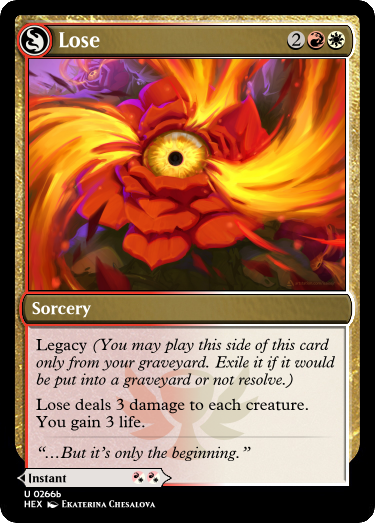 Lose 2
Sorcery
Legacy (You may play this side of this card
only from your graveyard. Exile it if it would
be put into a graveyard or not resolve.)
Lose deals 3 damage to each creature.
You gain 3 life.
“…But it’s only the beginning.”
Instant
U 0266b
HEX Ekaterina Chesalova